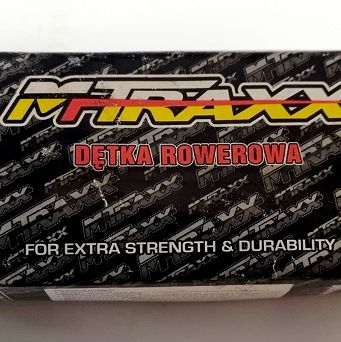 M-TRAXX
DĘTKA ROWEROWA
FOR EXTRA STRENGTH & DURABILITY